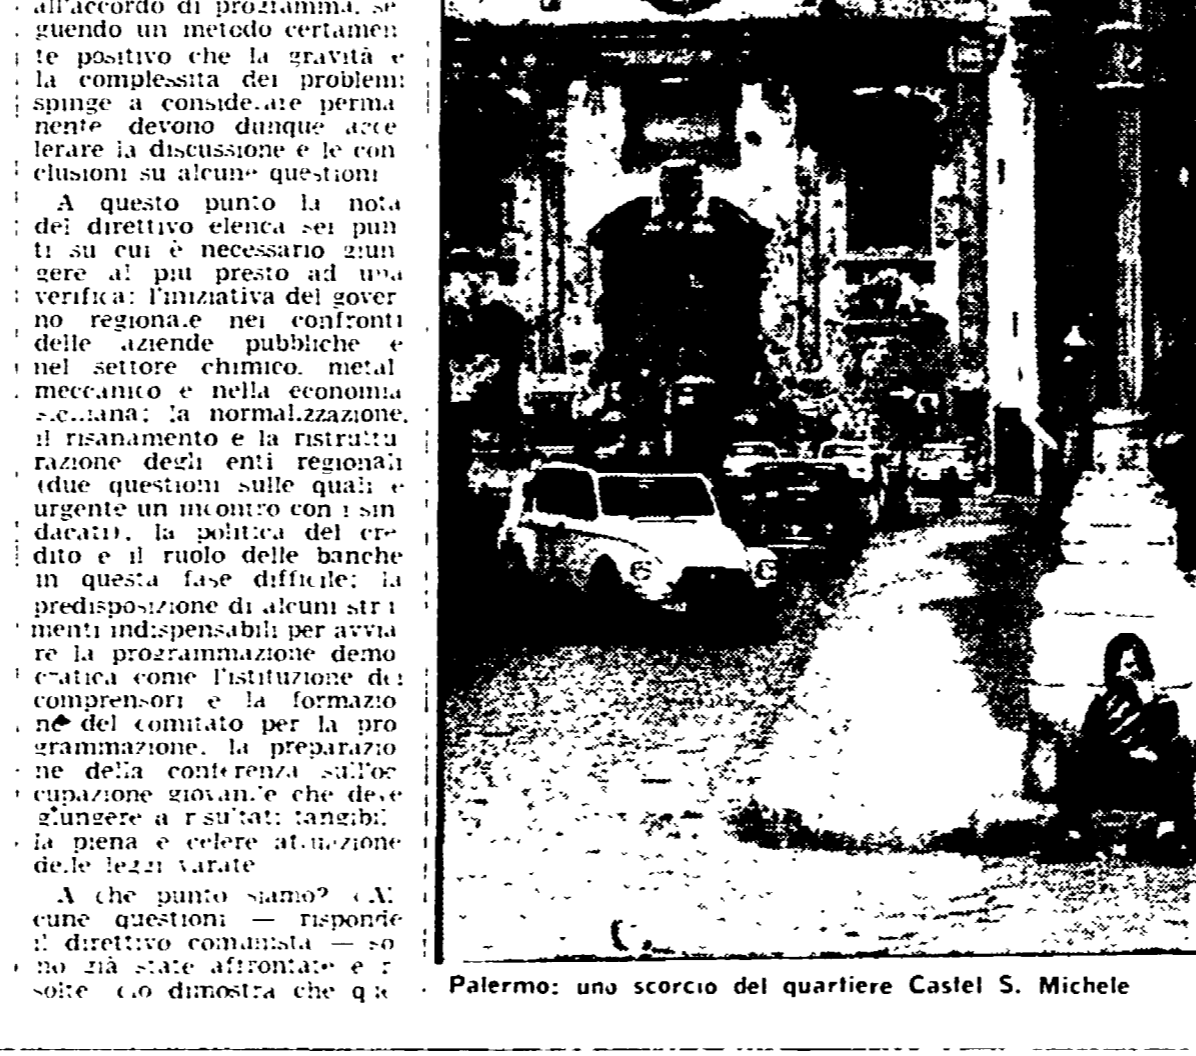 all'accordo di programma, se
guendo un metodo certamen
te positivo che la gravità e
la complessità dei problemi
spinge a considerare perma
nente devono dunque acce
lerare la discussione e le con
clusioni su alcune questioni
A questo punto la nota
del direttivo elenca sei pun
ti su cui è necessario giun
gere al più presto ad una
verifica: l'iniziativa del gover
no regionale nei confronti
delle aziende pubbliche e
nel settore chimico, metal
meccanico e nella economia
siciliana; la normalizzazione,
il risanamento e la ristruttu
razione degli enti regionali
(due questioni sulle quali è
urgente un incontro con i sin
dacati), la politica del cre
dito e il ruolo delle banche
in questa fase difficile; la
predisposizione di alcuni stru
menti indispensabili per avvia
re la programmazione demo
cratica come l'istituzione dei
comprensori e la formazio
ne del comitato per la pro
grammazione, la preparazio
ne della conferenza sull'oc
cupazione giovanile che deve
giungere a risultati tangibili
la piena e celere attuazione
delle leggi varate
A che punto siamo? «Al
cune questioni — risponde
il direttivo comunista — so
no già state affrontate e ri
solte Ciò dimostra che
Palermo: uno scorcio del quartiere Castel S. Michele